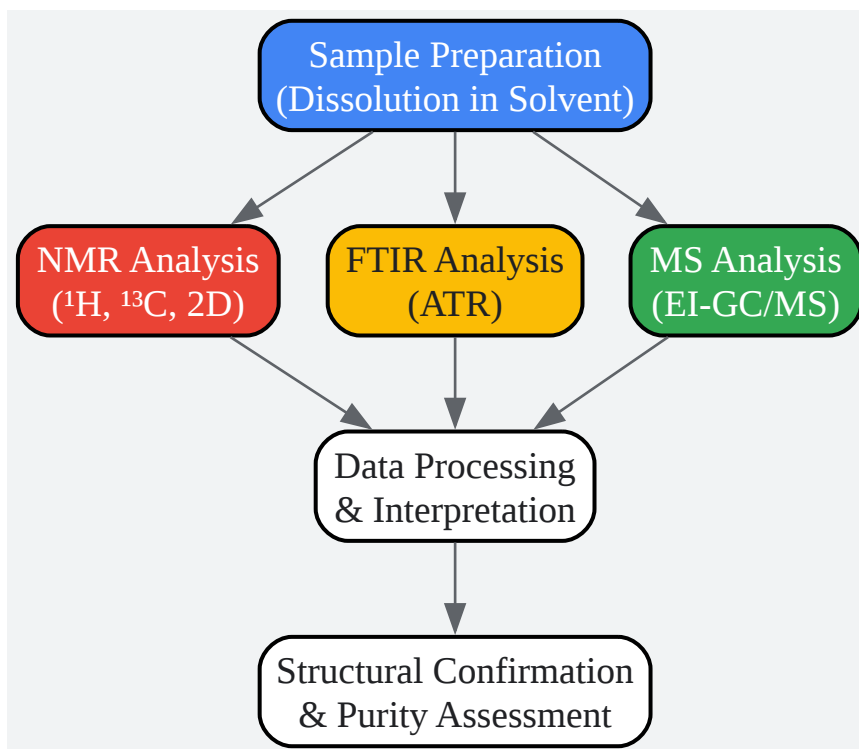 Sample Preparation
(Dissolution in Solvent)
NMR Analysis
(¹H, ¹³C, 2D)
FTIR Analysis
(ATR)
MS Analysis
(EI-GC/MS)
Data Processing
& Interpretation
Structural Confirmation
& Purity Assessment